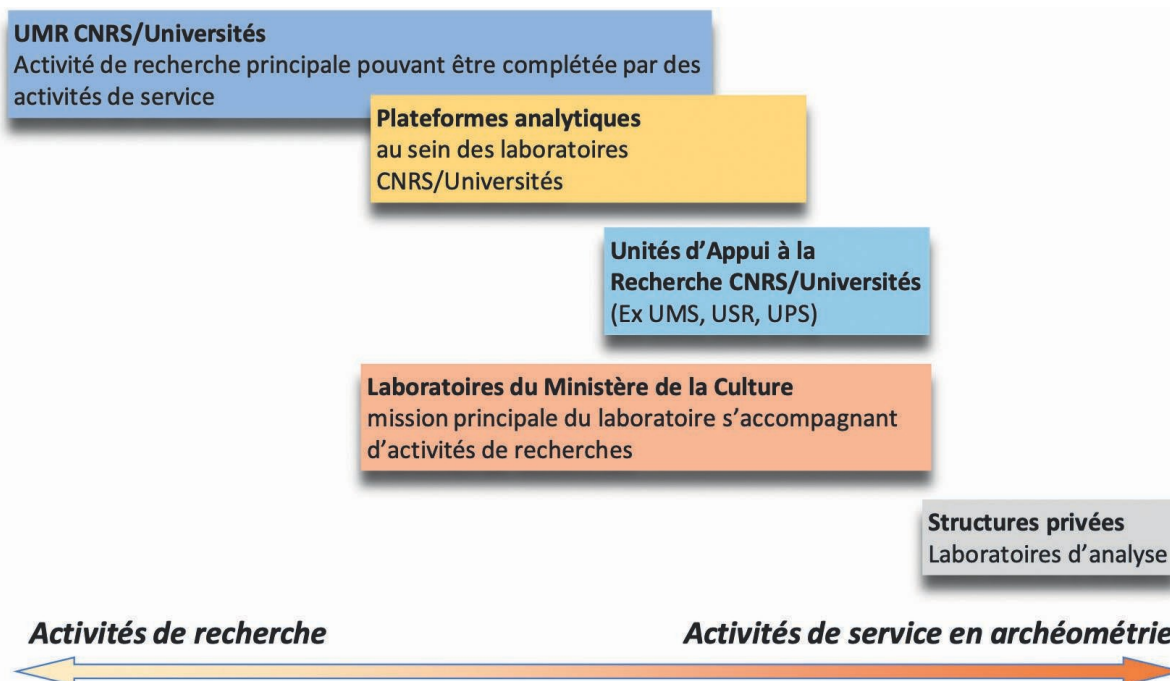 UMR CNRS/Universités
Activité de recherche principale pouvant être complétée par des
activités de service
Plateformes analytiques
au sein des laboratoires
CNRS/Universités
Unités d’Appui à la
Recherche CNRS/Universités
(Ex UMS, USR, UPS)
Laboratoires du Ministère de la Culture
mission principale du laboratoire s’accompagnant
d’activités de recherches
Structures privées
Laboratoires d’analyse
Activités de recherche
Activités de service en archéométrie